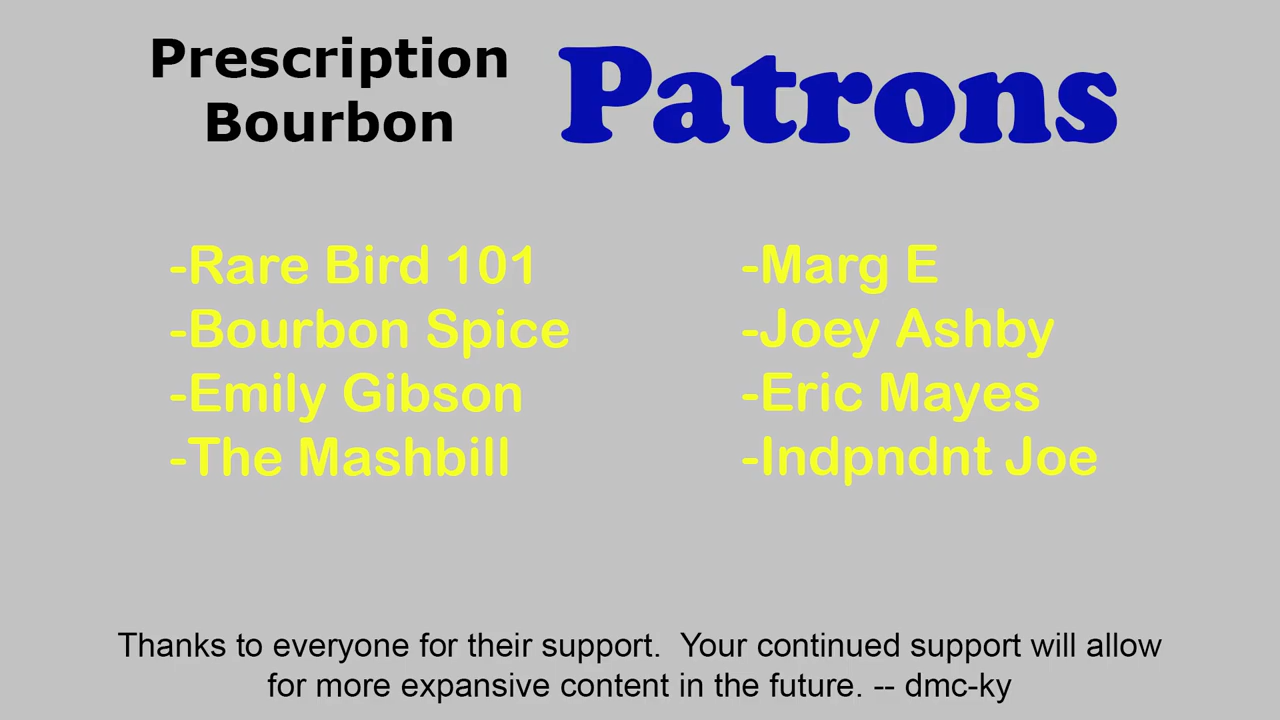 Prescription
Bourbon
Patrons
-Rare Bird 101
-Bourbon Spice
-Emily Gibson
-The Mashbill
-Marg E
-Joey Ashby
-Eric Mayes
-Indpndnt Joe
Thanks to everyone for their support.  Your continued support will allow
for more expansive content in the future. -- dmc-ky